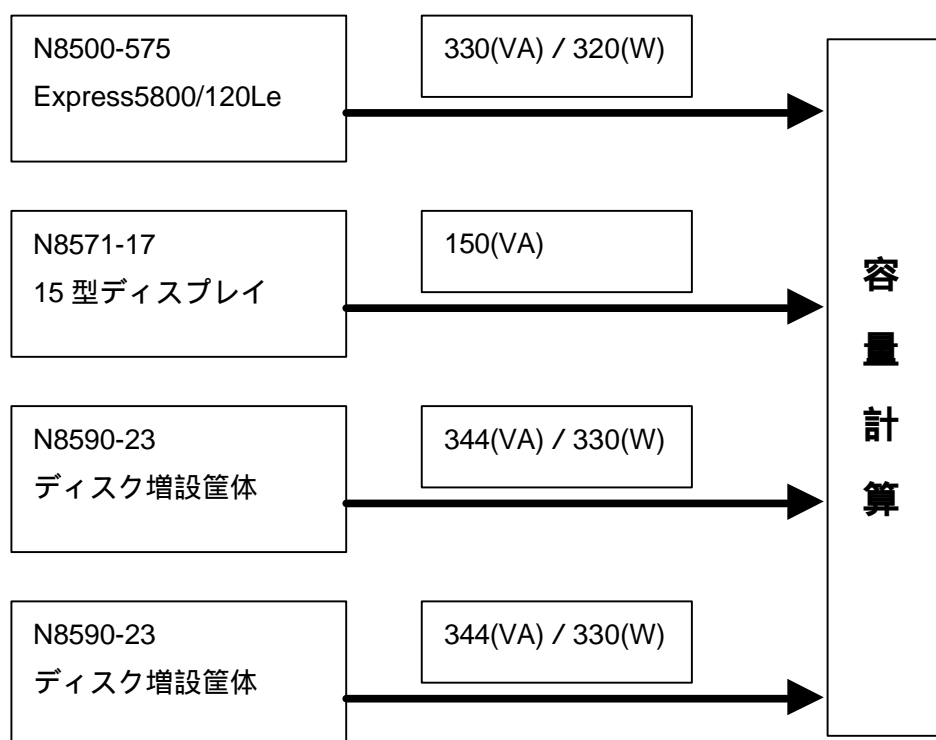 N8500-575
Express5800/120Le
330(VA) / 320(W)
N8571-17
15 型ディスプレイ
150(VA)
N8590-23
ディスク増設筐体
344(VA) / 330(W)
N8590-23
ディスク増設筐体
344(VA) / 330(W)
容
量
計
算